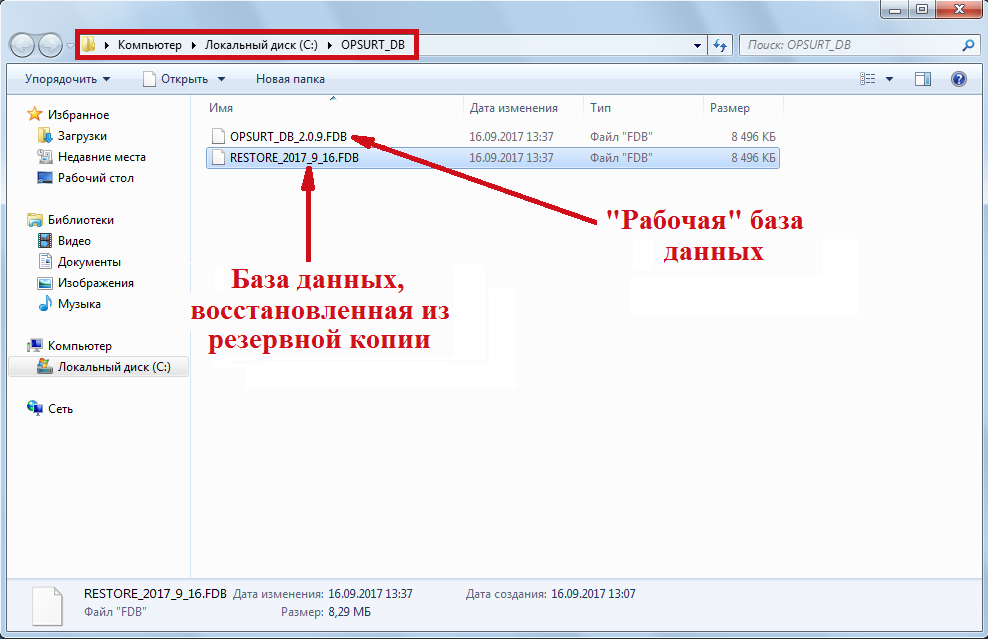 Компьютер ▸ Локальный диск (C:) ▸ OPSURT_DB
Поиск: OPSURT_DB
Упорядочить Открыть Новая папка
Имя Дата изменения Тип Размер
OPSURT_DB_2.0.9.FDB 16.09.2017 13:37 Файл "FDB" 8 496 КБ
RESTORE_2017_9_16.FDB 16.09.2017 13:37 Файл "FDB" 8 496 КБ
Избранное
Загрузки
Недавние места
Рабочий стол
Библиотеки
Видео
Документы
Изображения
Музыка
Компьютер
Локальный диск (C:)
Сеть
"Рабочая" база
данных
База данных,
восстановленная из
резервной копии
RESTORE_2017_9_16.FDB Дата изменения: 16.09.2017 13:37 Дата создания: 16.09.2017 13:07
Файл "FDB" Размер: 8,29 МБ